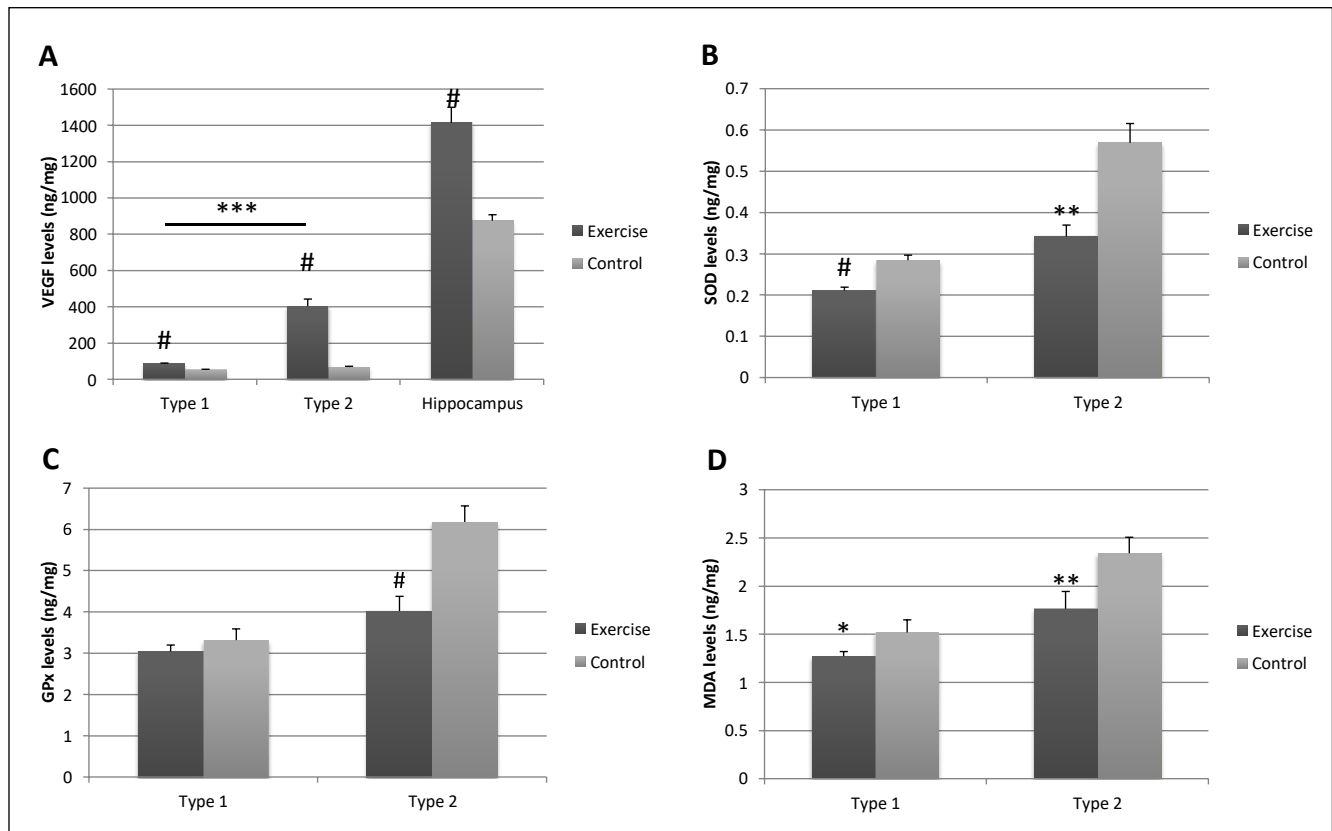 A
VEGF levels (ng/mg)
1600
1400
1200
1000
800
600
400
200
0
#
***
#
#
Type 1
Type 2
Hippocampus
Exercise
Control
B
SOD levels (ng/mg)
0.7
0.6
0.5
0.4
0.3
0.2
0.1
0
#
**
Type 1
Type 2
Exercise
Control
C
GPx levels (ng/mg)
7
6
5
4
3
2
1
0
#
Type 1
Type 2
Exercise
Control
D
MDA levels (ng/mg)
3
2.5
2
1.5
1
0.5
0
*
**
Type 1
Type 2
Exercise
Control